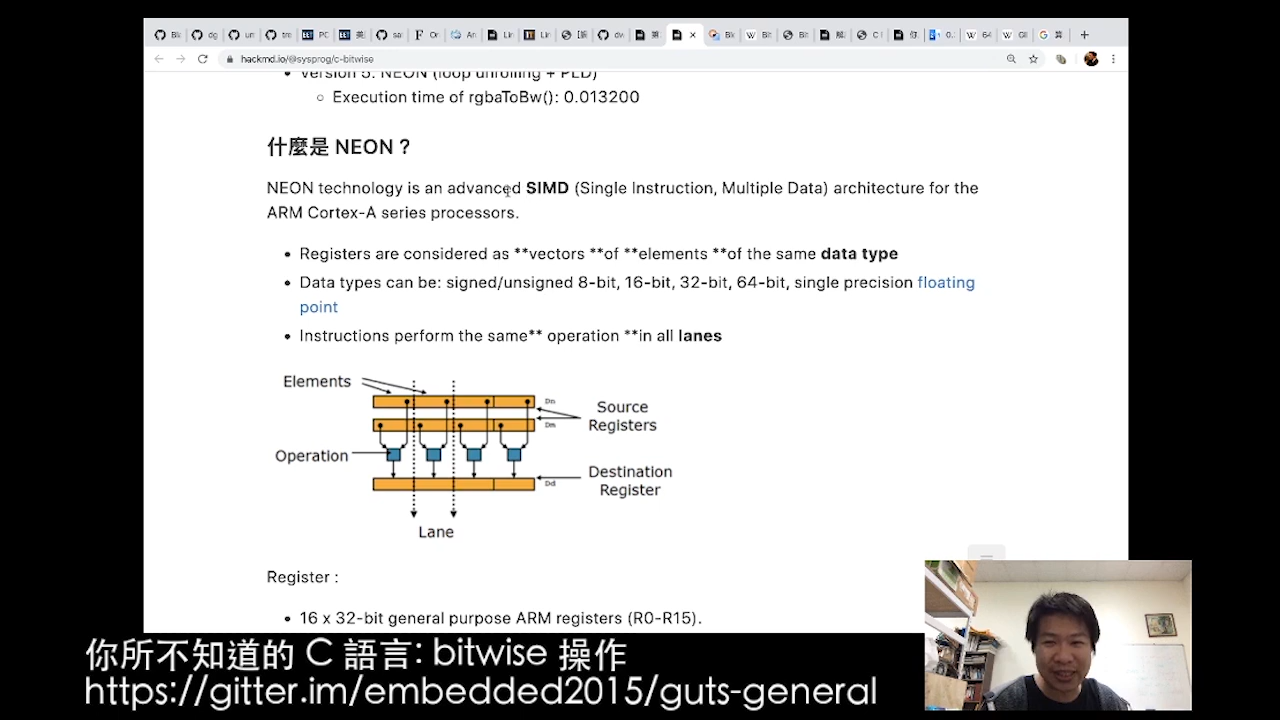 hackmd.io/@sysprog/c-bitwise
Version 5: NEON (loop unrolling + PLD)
Execution time of rgbaToBw(): 0.013200
什麼是 NEON ?
NEON technology is an advanced SIMD (Single Instruction, Multiple Data) architecture for the
ARM Cortex-A series processors.
Registers are considered as **vectors **of **elements **of the same data type
Data types can be: signed/unsigned 8-bit, 16-bit, 32-bit, 64-bit, single precision floating
point
Instructions perform the same** operation **in all lanes
Elements
Dn
Source
Registers
Dm
Operation
Destination
Register
Dd
Lane
Register :
16 x 32-bit general purpose ARM registers (R0-R15).
你所不知道的 C 語言: bitwise 操作
https://gitter.im/embedded2015/guts-general